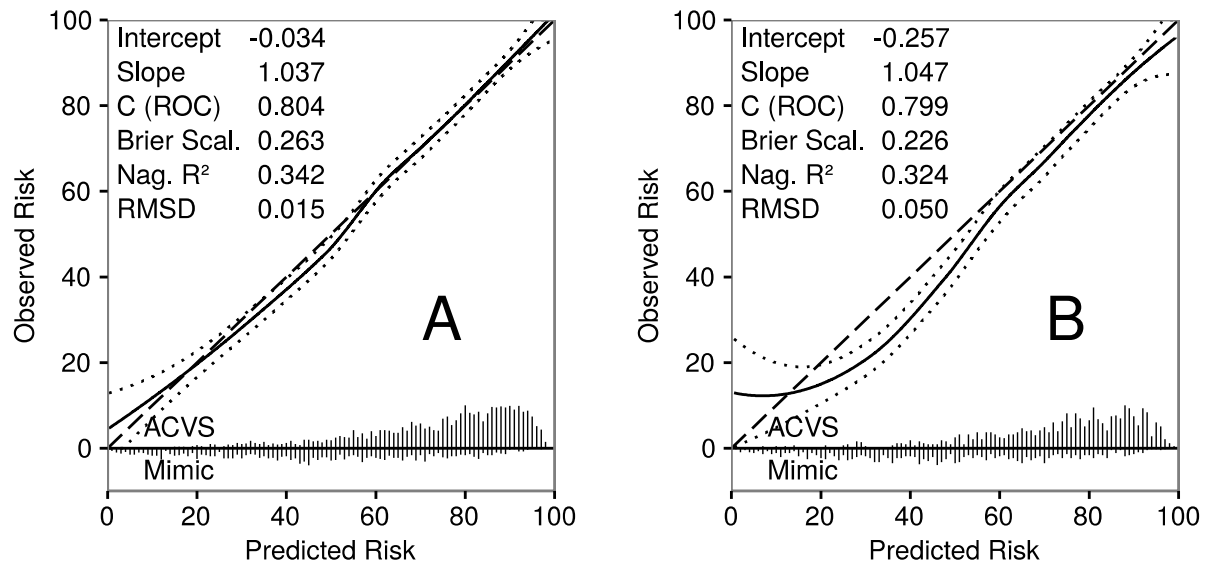 100
80
60
40
20
0
Observed Risk
Intercept -0.034
Slope 1.037
C (ROC) 0.804
Brier Scal. 0.263
Nag. R² 0.342
RMSD 0.015
A
ACVS
Mimic
0 20 40 60 80 100
Predicted Risk
100
80
60
40
20
0
Observed Risk
Intercept -0.257
Slope 1.047
C (ROC) 0.799
Brier Scal. 0.226
Nag. R² 0.324
RMSD 0.050
B
ACVS
Mimic
0 20 40 60 80 100
Predicted Risk